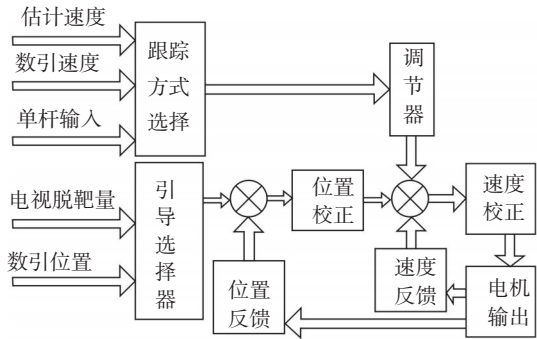 估计速度
数引速度
单杆输入
跟踪
方式
选择
调
节
器
电视脱靶量
数引位置
引
导
选
择
器
位置
校正
速度
校正
位置
反馈
速度
反馈
电机
输出